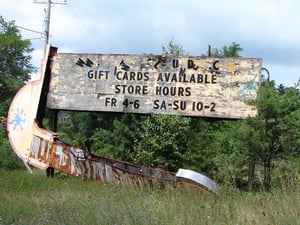 GIFT CARDS AVAILABLE
STORE HOURS
FR 4-6 SA-SU 10-2